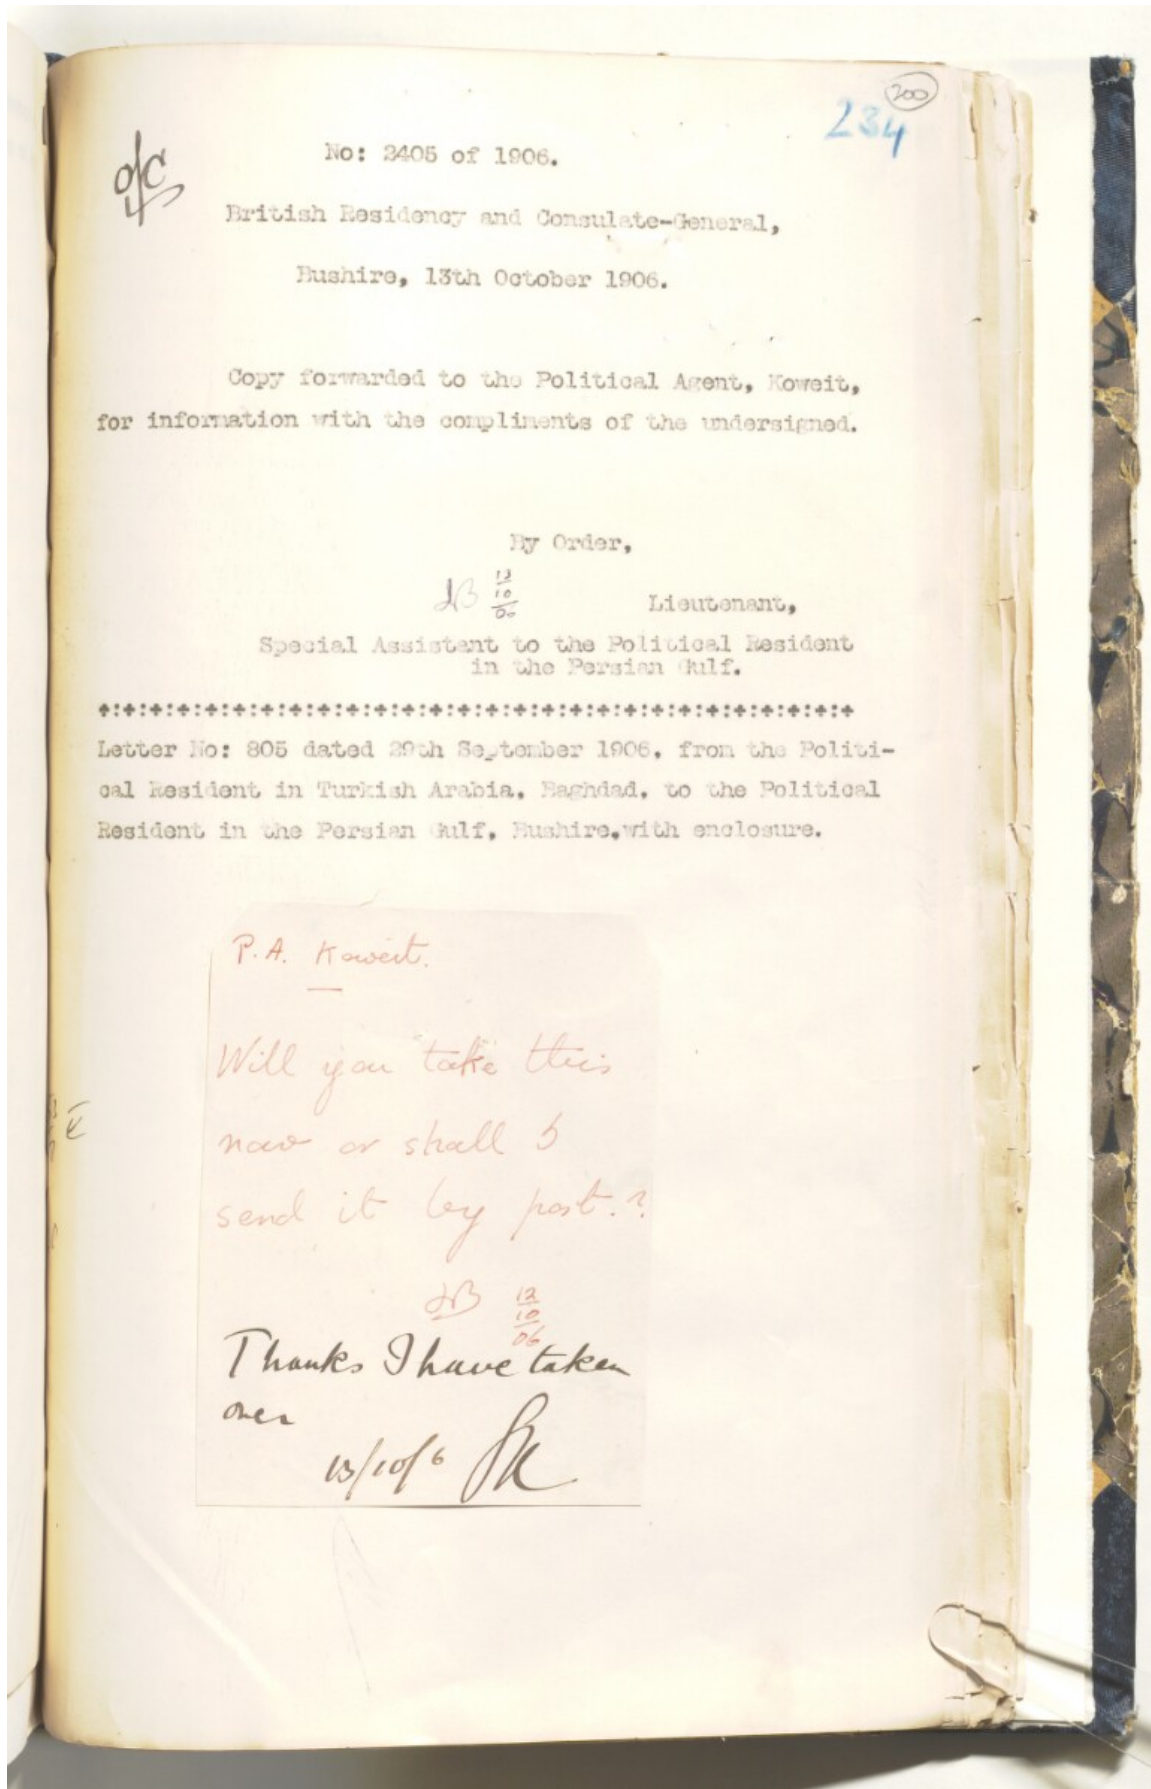 200
234
No: 2405 of 1906.
British Residency and Consulate-General,
Bushire, 13th October 1906.
Copy forwarded to the Political Agent, Koweit,
for information with the compliments of the undersigned.
By Order,
13
10
06
Lieutenant,
Special Assistant to the Political Resident
in the Persian Gulf.
Letter No: 805 dated 29th September 1906, from the Politi-
cal Resident in Turkish Arabia, Baghdad, to the Political
Resident in the Persian Gulf, Bushire, with enclosure.
P.A. Koweit.
Will you take this
now or shall I
send it by post.?
12
10
06
Thanks I have taken
over
13/10/6